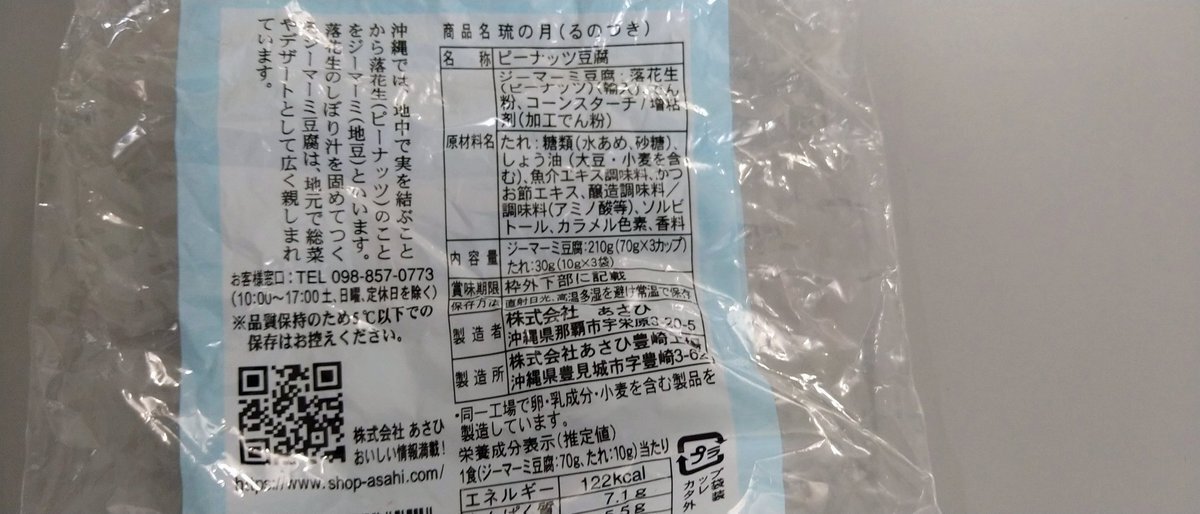 沖縄では、地中で実を結ぶこと
から落花生(ピーナッツ)のこと
をジーマーミ(地豆)といいます。
落花生のしぼり汁を固めてつく
るジーマーミ豆腐は、地元で総菜
やデザートとして広く親しまれ
ています。
お客様窓口：TEL 098-857-0773
(10:00～17:00土、日曜、定休日を除く)
※品質保持のため5℃以下での
保存はお控えください。
株式会社 あさひ
おいしい情報満載!
https://www.shop-asahi.com/
商品名 琉の月(るのつき)
名称 ピーナッツ豆腐
原材料名 ジーマーミ豆腐：落花生
(ピーナッツ)(輸入)、でん
粉、コーンスターチ/増粘
剤(加工でん粉)
たれ：糖類(水あめ、砂糖)、
しょう油(大豆・小麦を含
む)、魚介エキス調味料、かつ
お節エキス、醸造調味料/
調味料(アミノ酸等)、ソルビ
トール、カラメル色素、香料
内容量 ジーマーミ豆腐：210g(70g×3カップ)
たれ：30g(10g×3袋)
賞味期限 枠外下部に記載
保存方法 直射日光、高温多湿を避け常温で保存
製造者 株式会社 あさひ
沖縄県那覇市字栄原3-20-5
製造所 株式会社あさひ豊崎工場
沖縄県豊見城市字豊崎3-62
・同一工場で卵・乳成分・小麦を含む製品を
製造しています。
栄養成分表示(推定値)
1食(ジーマーミ豆腐：70g、たれ：10g)当たり
エネルギー 122kcal
たんぱく質 7.1g
5.5g
プラ